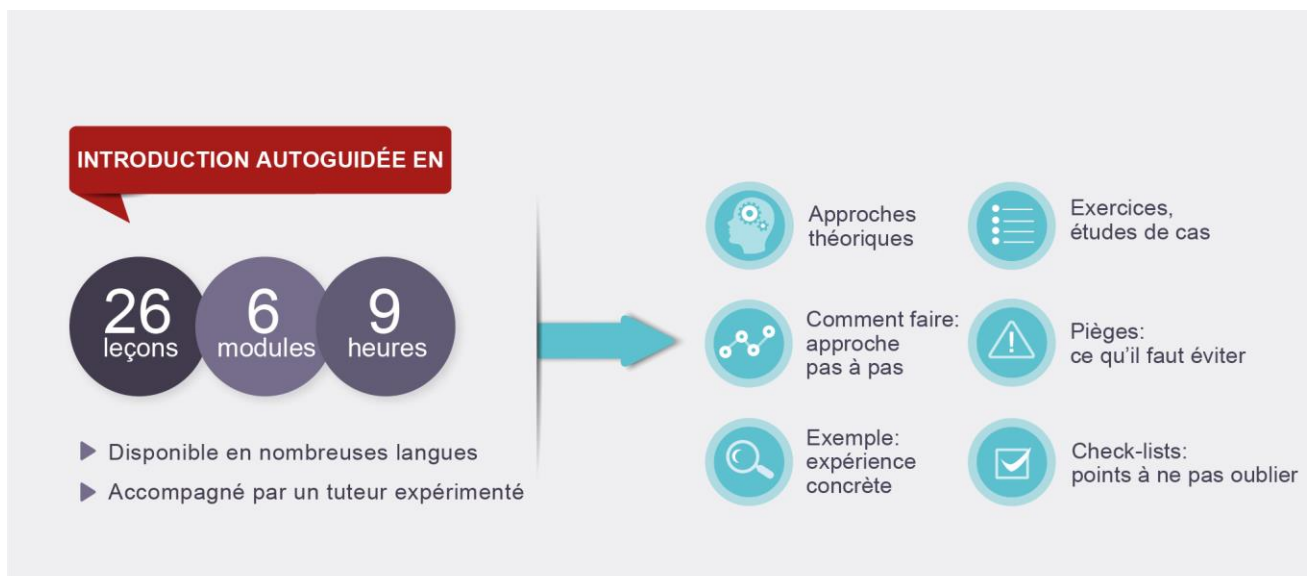 INTRODUCTION AUTOGUIDÉE EN
26
leçons
6
modules
9
heures
Disponible en nombreuses langues
Accompagné par un tuteur expérimenté
Approches
théoriques
Comment faire:
approche
pas à pas
Exemple:
expérience
concrète
Exercices,
études de cas
Pièges:
ce qu'il faut éviter
Check-lists:
points à ne pas oublier